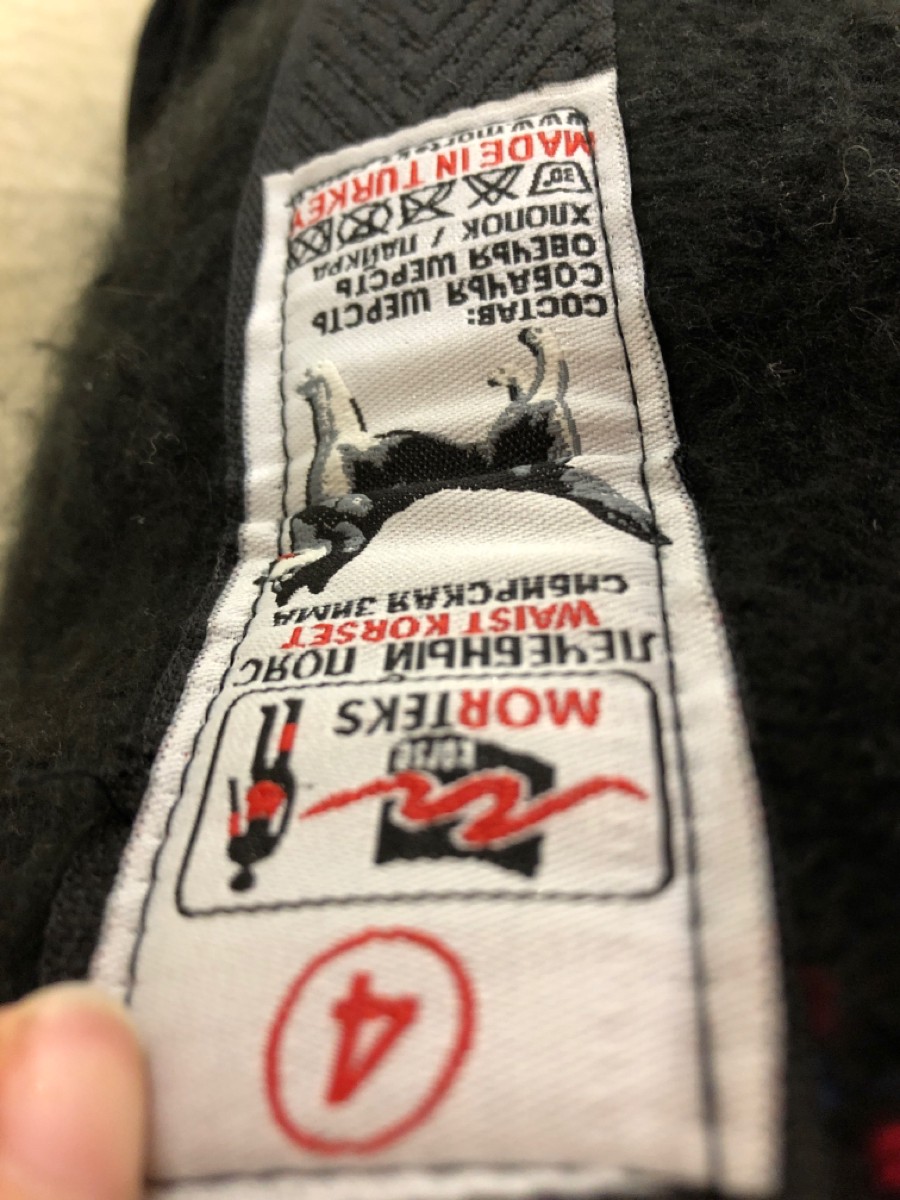 4
korse
MORTEKS
ЛЕЧЕБНЫЙ ПОЯС
WAIST KORSET
СИБИРСКАЯ ЗИМА
СОСТАВ:
СОБАЧЬЯ ШЕРСТЬ
ОВЕЧЬЯ ШЕРСТЬ
ХЛОПОК / ЛАЙКРА
30°
MADE IN TURKEY